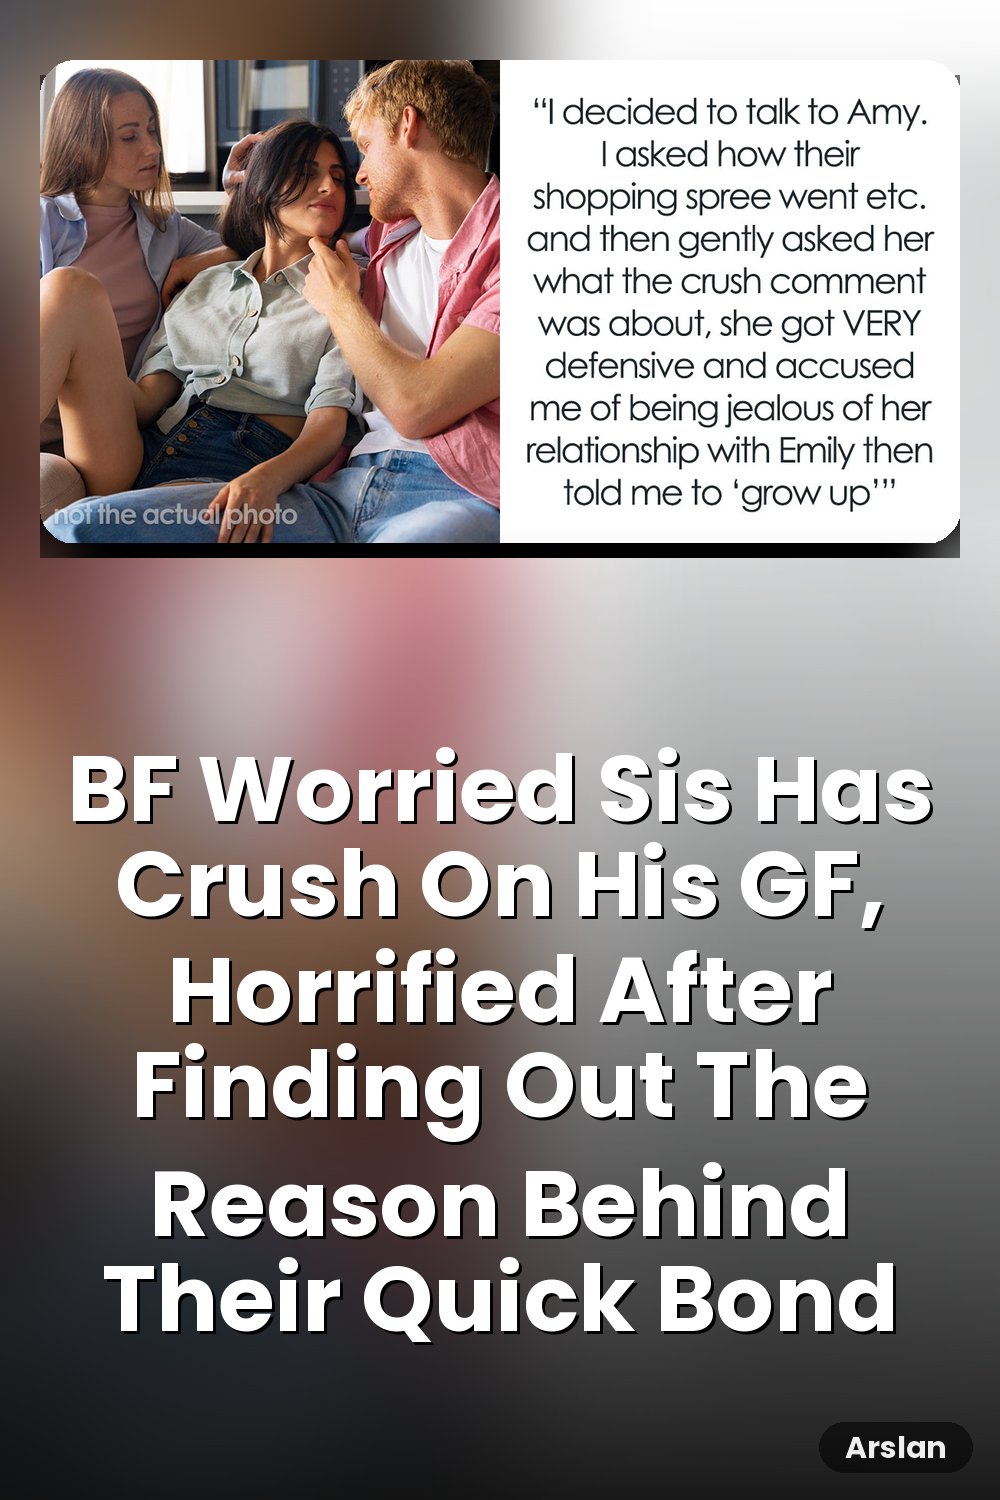 “I decided to talk to Amy.
I asked how their
shopping spree went etc.
and then gently asked her
what the crush comment
was about, she got VERY
defensive and accused
me of being jealous of her
relationship with Emily then
told me to ‘grow up’”
not the actual photo
BF Worried Sis Has
Crush On His GF,
Horrified After
Finding Out The
Reason Behind
Their Quick Bond
Arslan